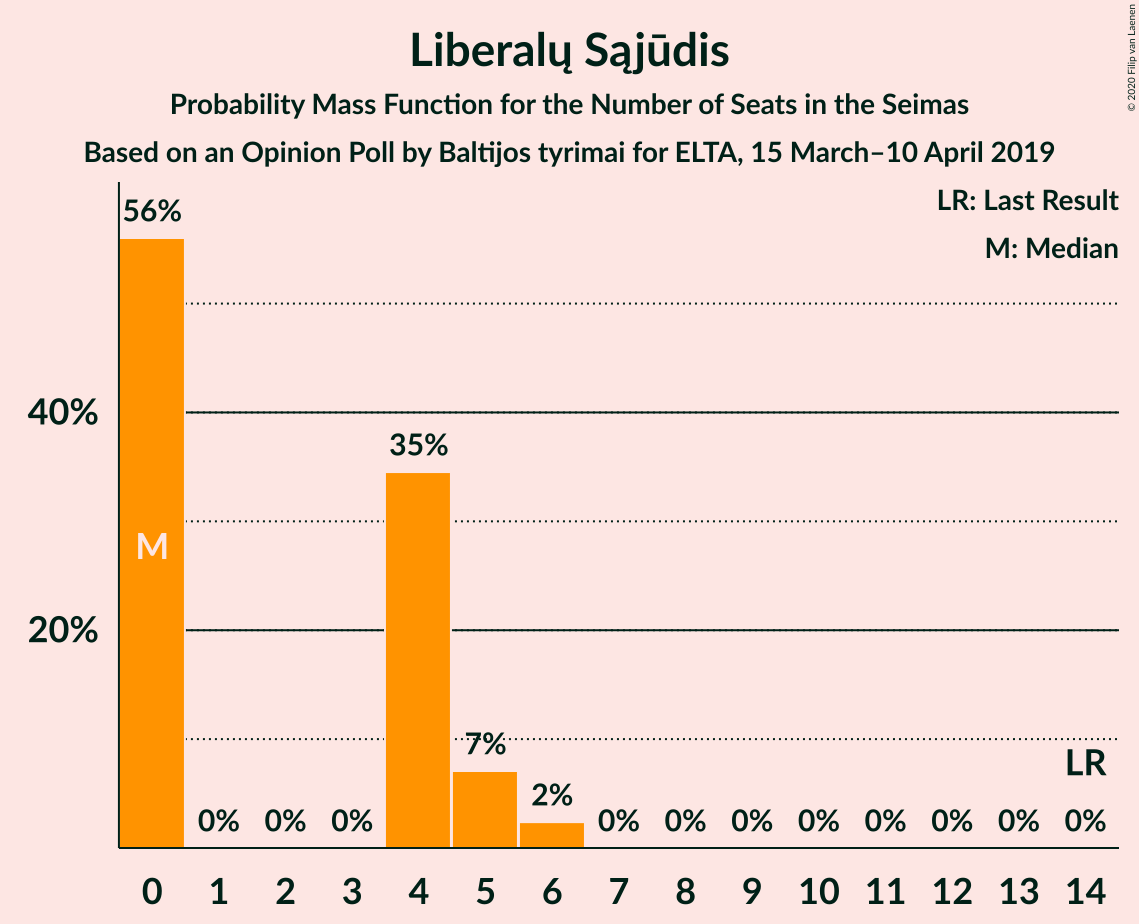 Liberalų Sąjūdis
Probability Mass Function for the Number of Seats in the Seimas
Based on an Opinion Poll by Baltijos tyrimai for ELTA, 15 March–10 April 2019
© 2020 Filip van Laenen
LR: Last Result
M: Median
56%
40%
35%
M
20%
7%
LR
2%
0% 0% 0% 0% 0% 0% 0% 0% 0% 0% 0%
0 1 2 3 4 5 6 7 8 9 10 11 12 13 14